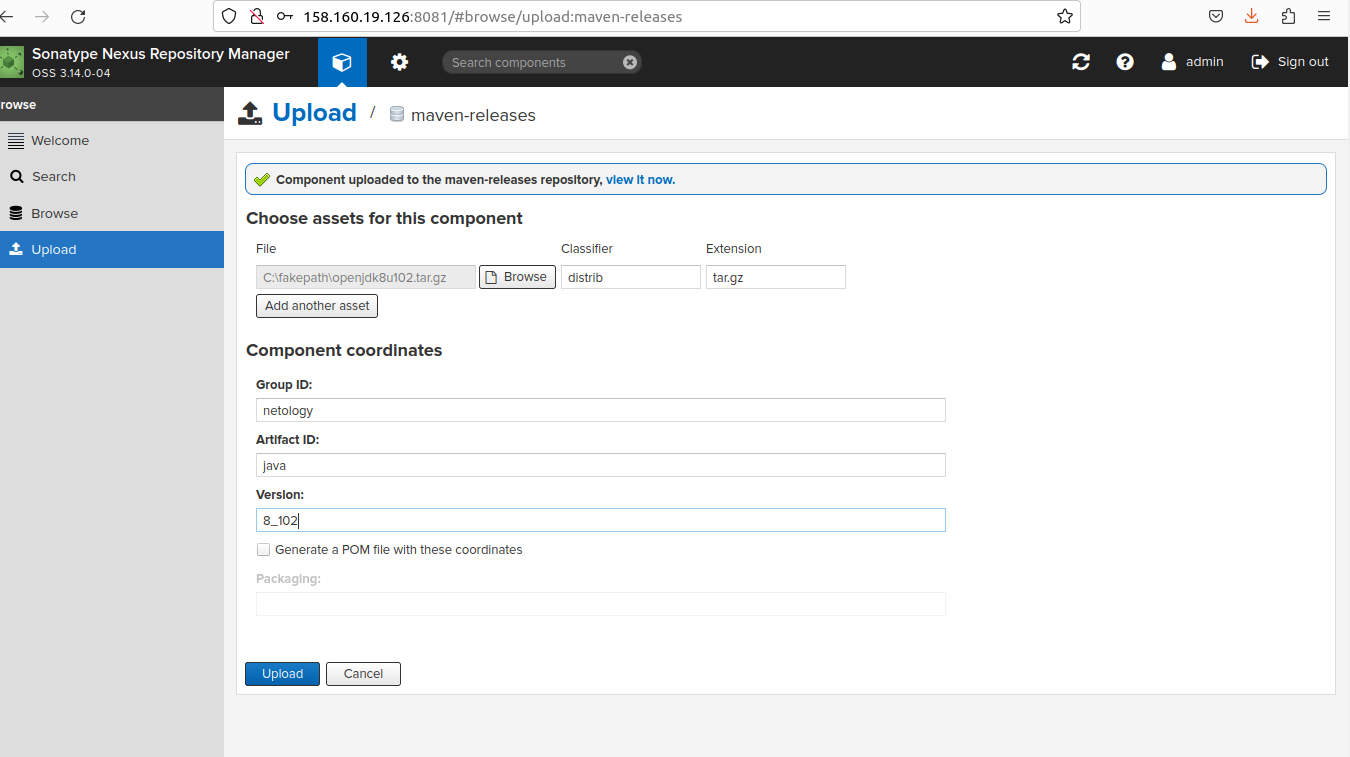 158.160.19.126:8081/#browse/upload:maven-releases
Sonatype Nexus Repository Manager
OSS 3.14.0-04
Search components
admin
Sign out
rowse
Welcome
Search
Browse
Upload
Upload / maven-releases
Component uploaded to the maven-releases repository, view it now.
Choose assets for this component
File Classifier Extension
C:\fakepath\openjdk8u102.tar.gz Browse distrib tar.gz
Add another asset
Component coordinates
Group ID:
netology
Artifact ID:
java
Version:
8_102
Generate a POM file with these coordinates
Packaging:
Upload Cancel